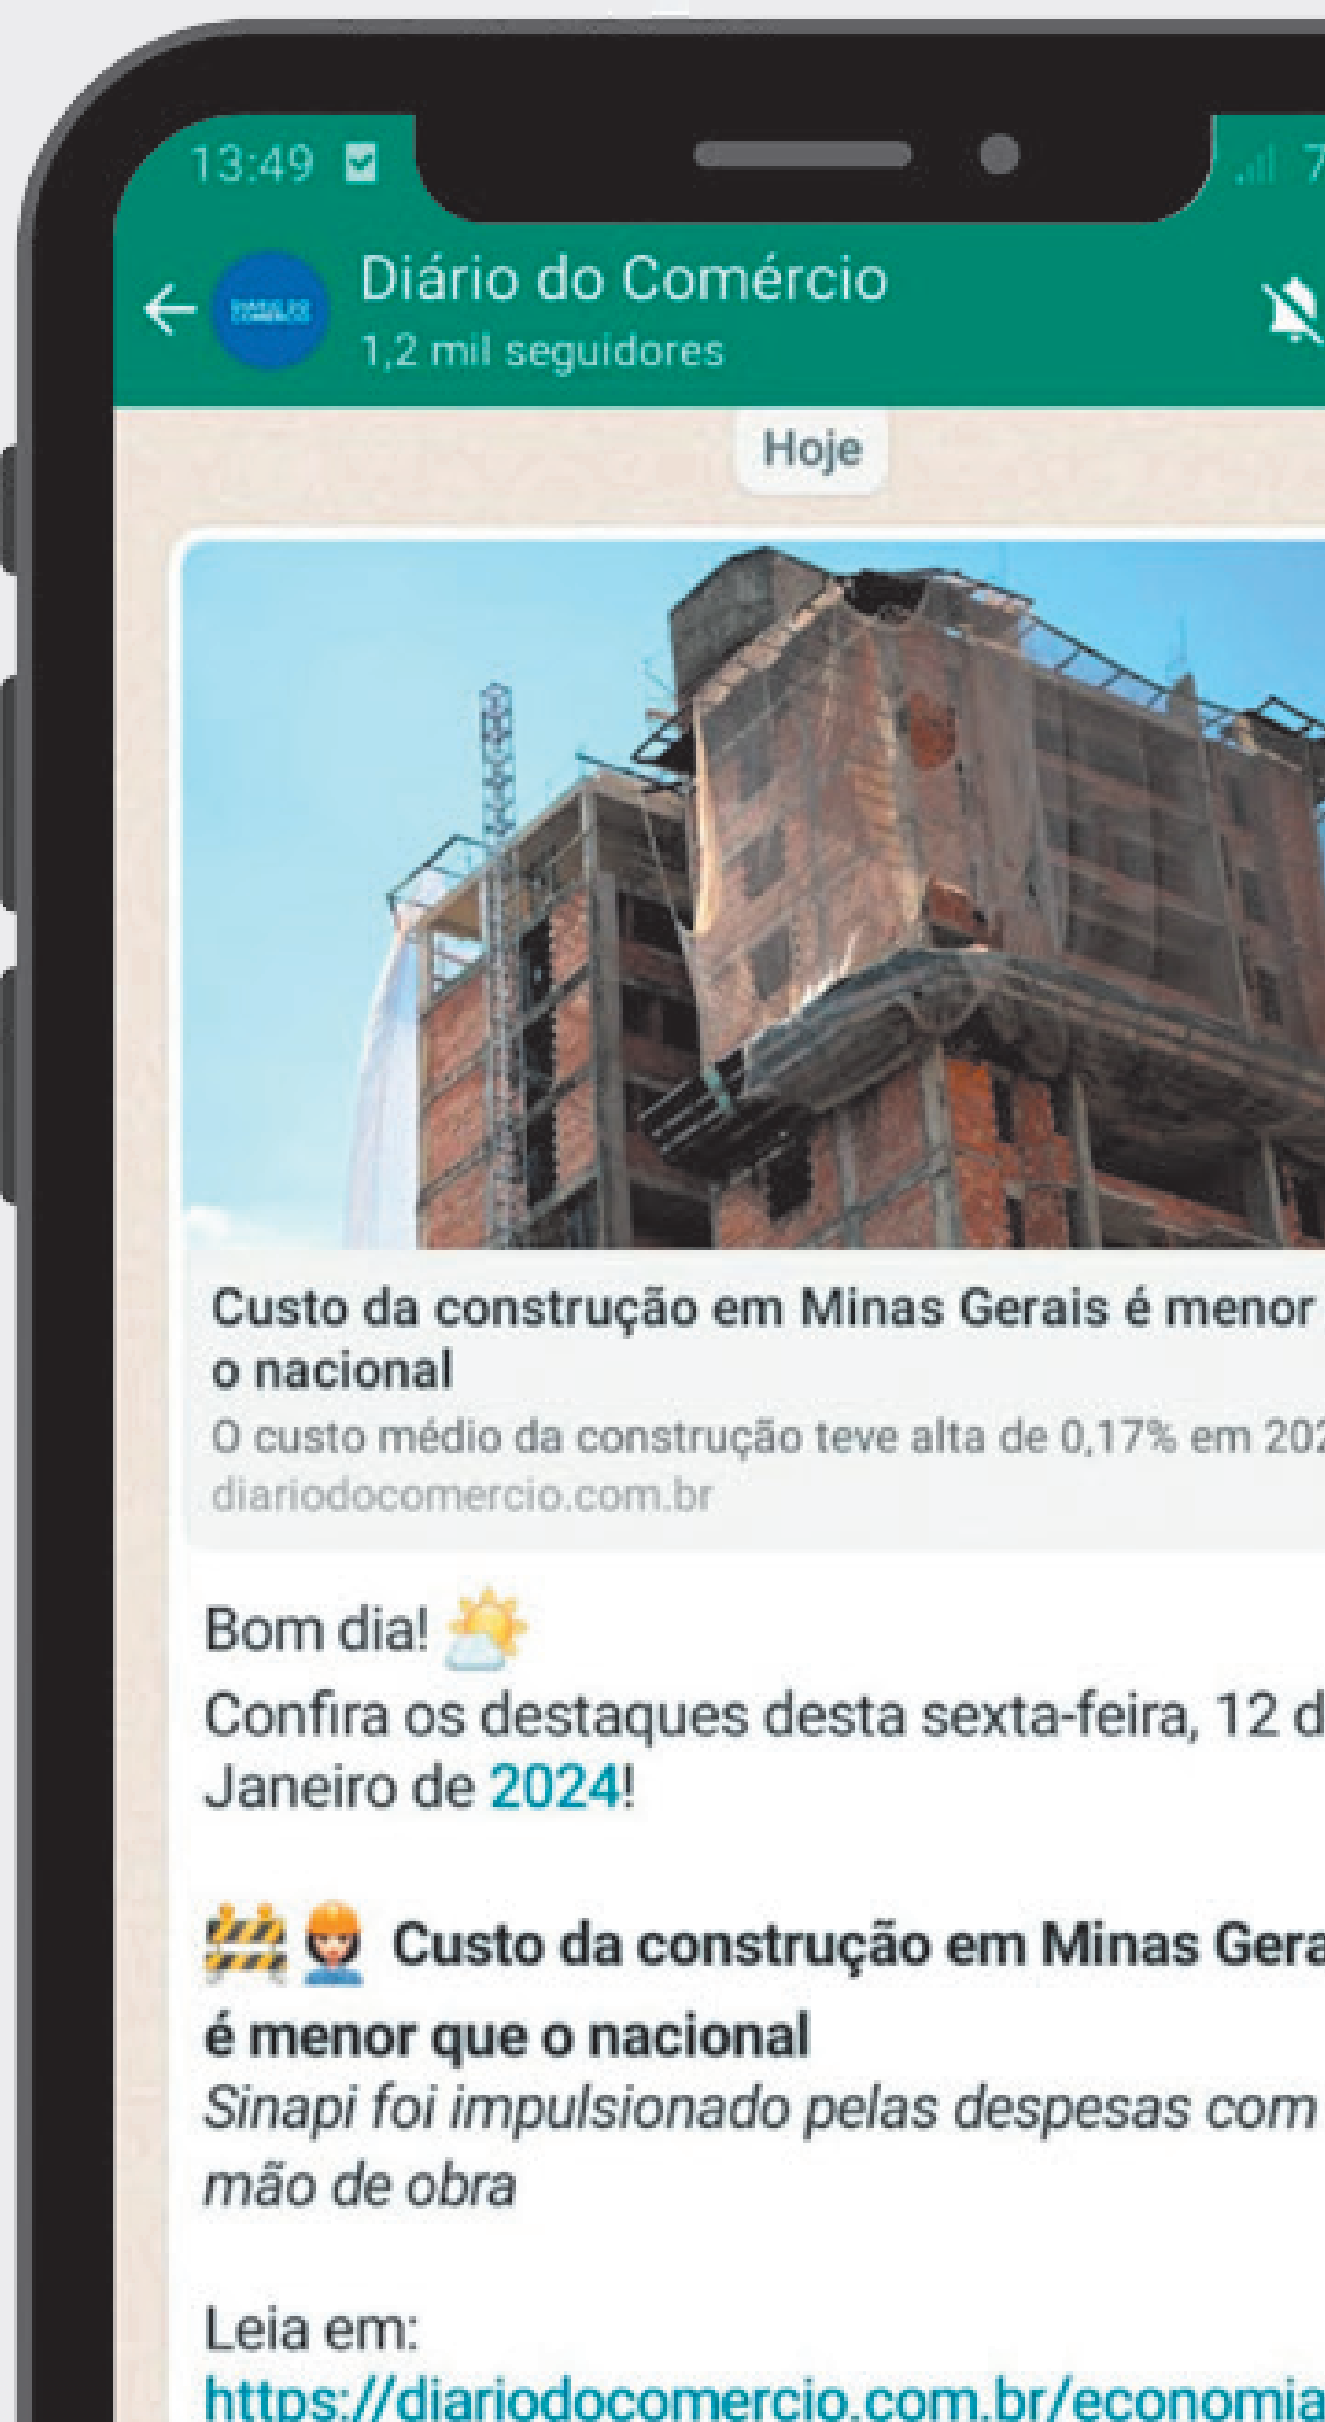 13:49
7
Diário do Comércio
1,2 mil seguidores
Hoje
Custo da construção em Minas Gerais é menor
o nacional
O custo médio da construção teve alta de 0,17% em 202
diariodocomercio.com.br
Bom dia!
Confira os destaques desta sexta-feira, 12 d
Janeiro de 2024!
Custo da construção em Minas Gera
é menor que o nacional
Sinapi foi impulsionado pelas despesas com
mão de obra
Leia em:
https://diariodocomercio.com.br/economia